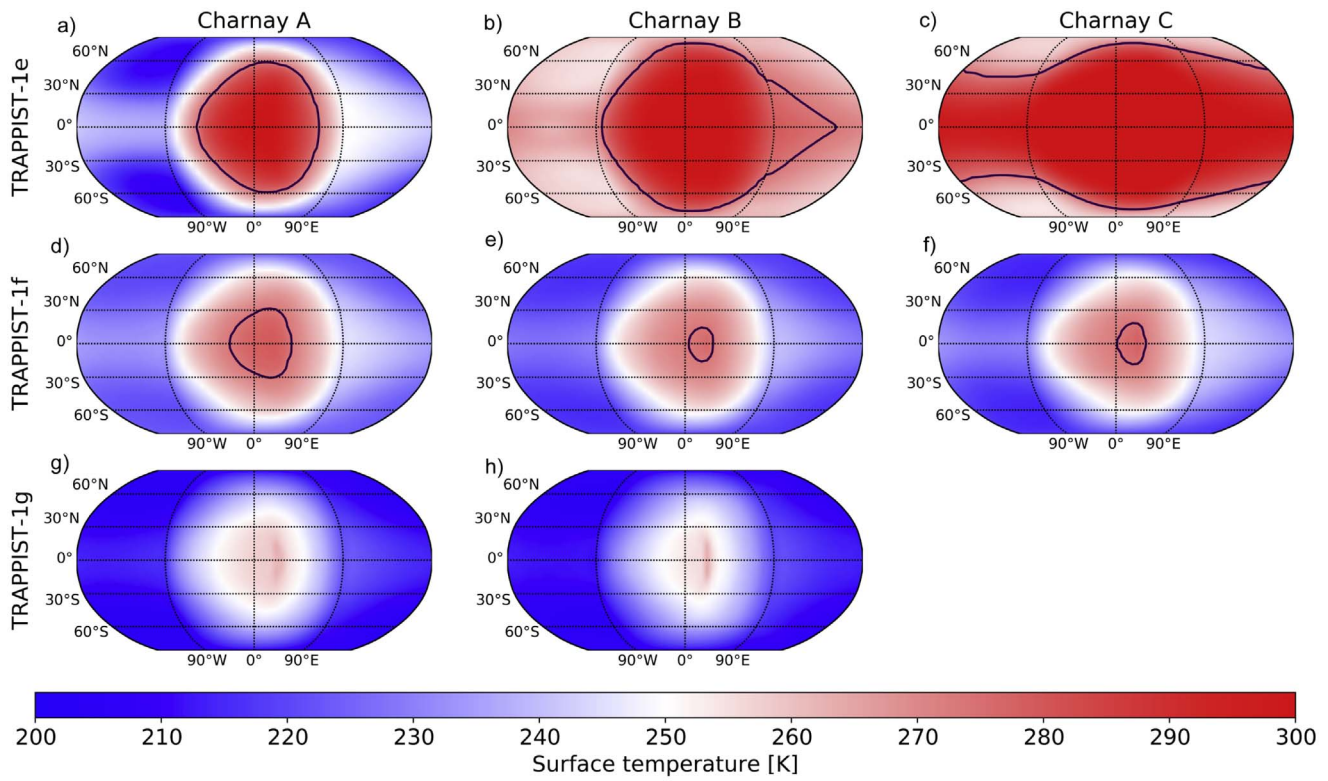 Charnay A
Charnay B
Charnay C
a)
b)
c)
TRAPPIST-1e
60°N
30°N
0°
30°S
60°S
90°W 0° 90°E
60°N
30°N
0°
30°S
60°S
90°W 0° 90°E
60°N
30°N
0°
30°S
60°S
90°W 0° 90°E
d)
e)
f)
TRAPPIST-1f
60°N
30°N
0°
30°S
60°S
90°W 0° 90°E
60°N
30°N
0°
30°S
60°S
90°W 0° 90°E
60°N
30°N
0°
30°S
60°S
90°W 0° 90°E
g)
h)
TRAPPIST-1g
60°N
30°N
0°
30°S
60°S
90°W 0° 90°E
60°N
30°N
0°
30°S
60°S
90°W 0° 90°E
200 210 220 230 240 250 260 270 280 290 300
Surface temperature [K]